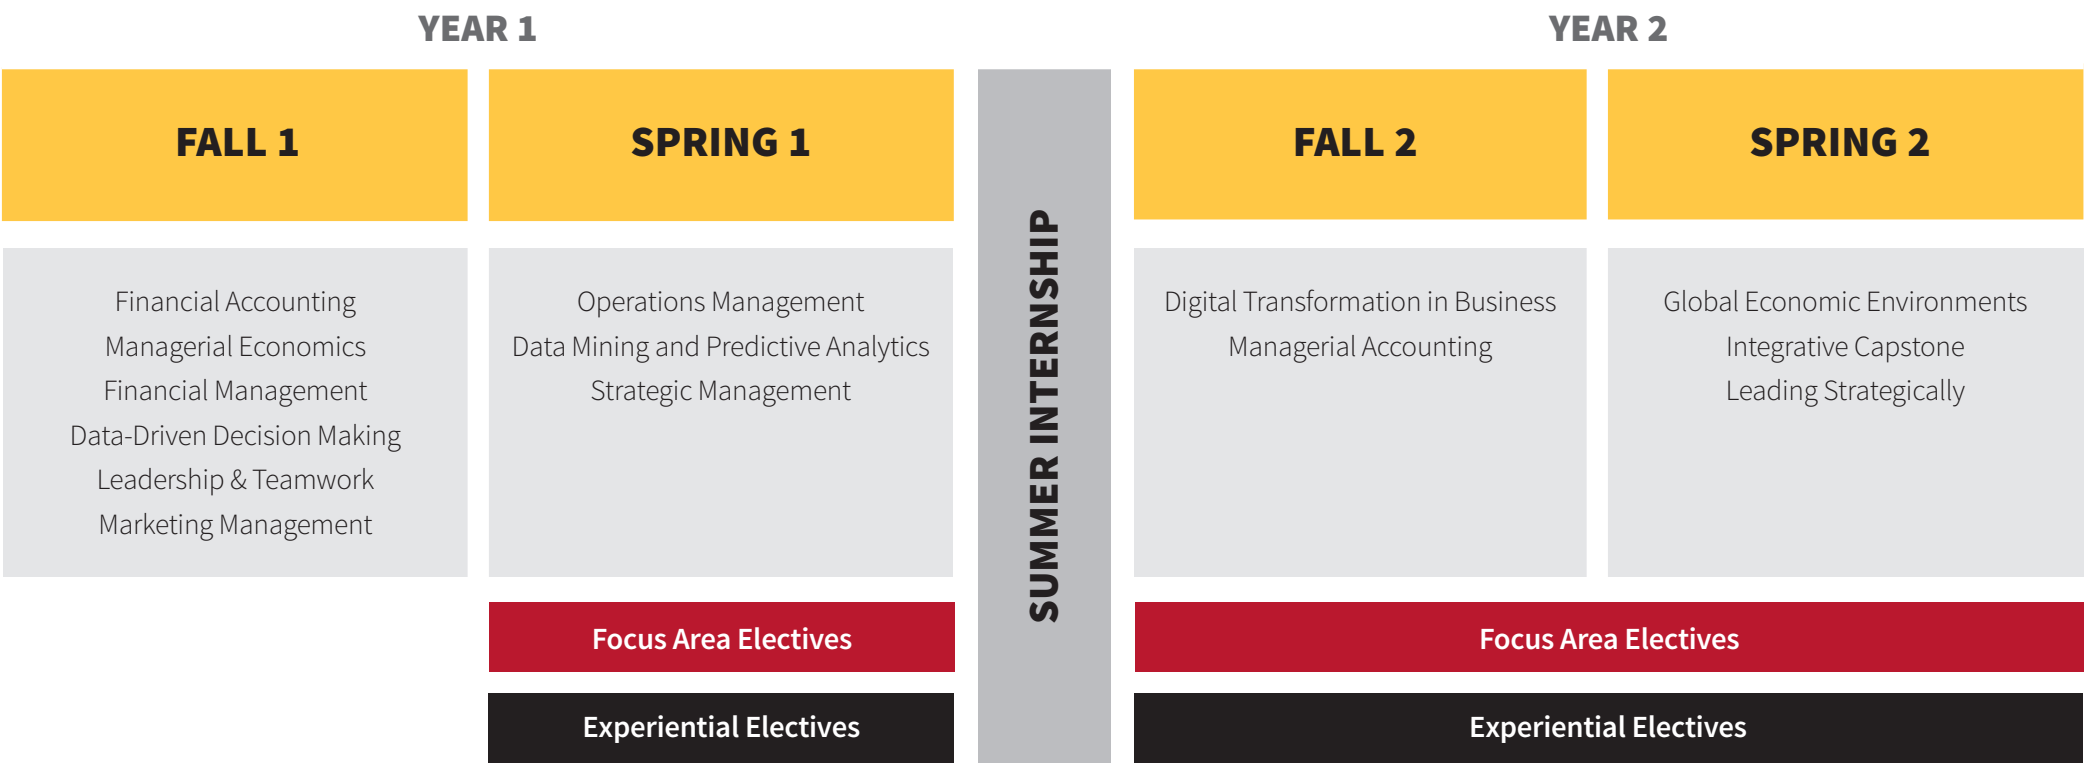 YEAR 1
YEAR 2
FALL 1
SPRING 1
FALL 2
SPRING 2
Financial Accounting
Managerial Economics
Financial Management
Data-Driven Decision Making
Leadership & Teamwork
Marketing Management
Operations Management
Data Mining and Predictive Analytics
Strategic Management
SUMMER INTERNSHIP
Digital Transformation in Business
Managerial Accounting
Global Economic Environments
Integrative Capstone
Leading Strategically
Focus Area Electives
Focus Area Electives
Experiential Electives
Experiential Electives